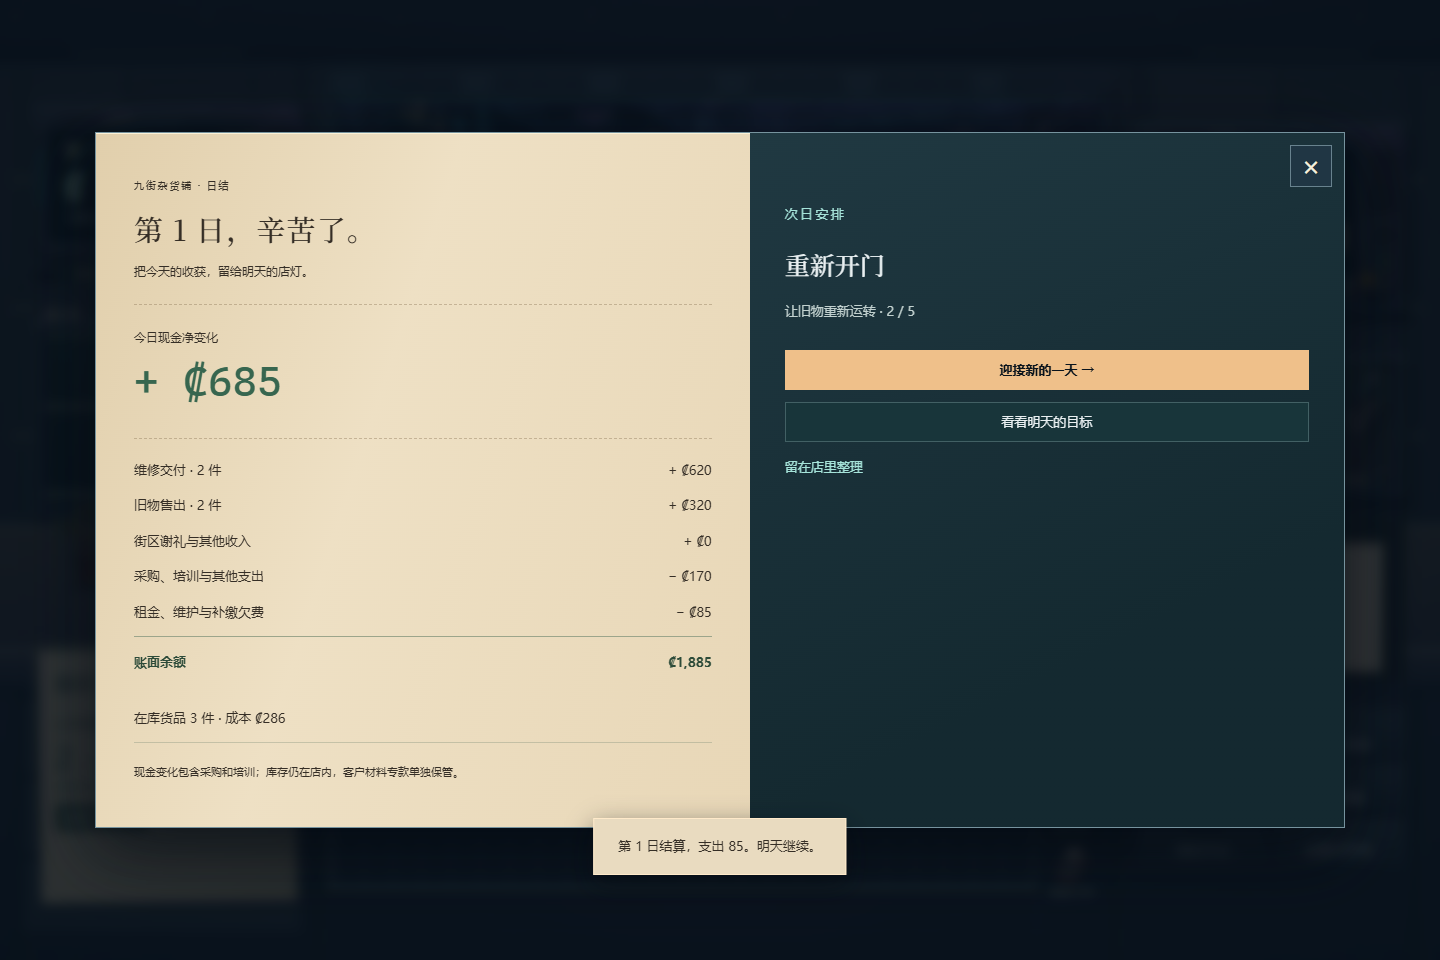 九街杂货铺 · 日结
第 1 日，辛苦了。
把今天的收获，留给明天的店灯。
今日现金净变化
+ ₡685
维修交付 · 2 件 + ₡620
旧物售出 · 2 件 + ₡320
街区谢礼与其他收入 + ₡0
采购、培训与其他支出 − ₡170
租金、维护与补缴欠费 − ₡85
账面余额 ₡1,885
在库货品 3 件 · 成本 ₡286
现金变化包含采购和培训；库存仍在店内，客户材料专款单独保管。
×
次日安排
重新开门
让旧物重新运转 · 2 / 5
迎接新的一天 →
看看明天的目标
留在店里整理
第 1 日结算，支出 85。明天继续。